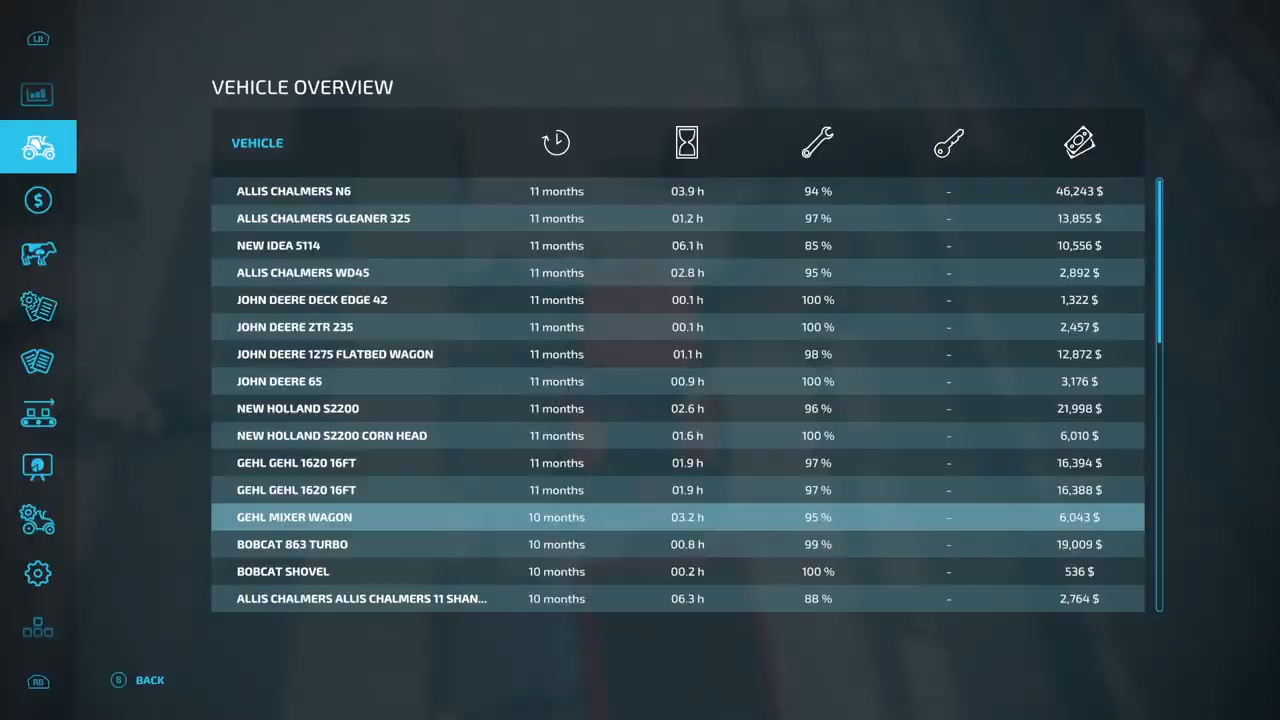 LB
VEHICLE OVERVIEW
VEHICLE
ALLIS CHALMERS N6 11 months 03.9 h 94 % - 46,243 $
ALLIS CHALMERS GLEANER 325 11 months 01.2 h 97 % - 13,855 $
NEW IDEA 5114 11 months 06.1 h 85 % - 10,556 $
ALLIS CHALMERS WD45 11 months 02.8 h 95 % - 2,892 $
JOHN DEERE DECK EDGE 42 11 months 00.1 h 100 % - 1,322 $
JOHN DEERE ZTR 235 11 months 00.1 h 100 % - 2,457 $
JOHN DEERE 1275 FLATBED WAGON 11 months 01.1 h 98 % - 12,872 $
JOHN DEERE 65 11 months 00.9 h 100 % - 3,176 $
NEW HOLLAND S2200 11 months 02.6 h 96 % - 21,998 $
NEW HOLLAND S2200 CORN HEAD 11 months 01.6 h 100 % - 6,010 $
GEHL GEHL 1620 16FT 11 months 01.9 h 97 % - 16,394 $
GEHL GEHL 1620 16FT 11 months 01.9 h 97 % - 16,388 $
GEHL MIXER WAGON 10 months 03.2 h 95 % - 6,043 $
BOBCAT 863 TURBO 10 months 00.8 h 99 % - 19,009 $
BOBCAT SHOVEL 10 months 00.2 h 100 % - 536 $
ALLIS CHALMERS ALLIS CHALMERS 11 SHAN... 10 months 06.3 h 88 % - 2,764 $
RB
B BACK